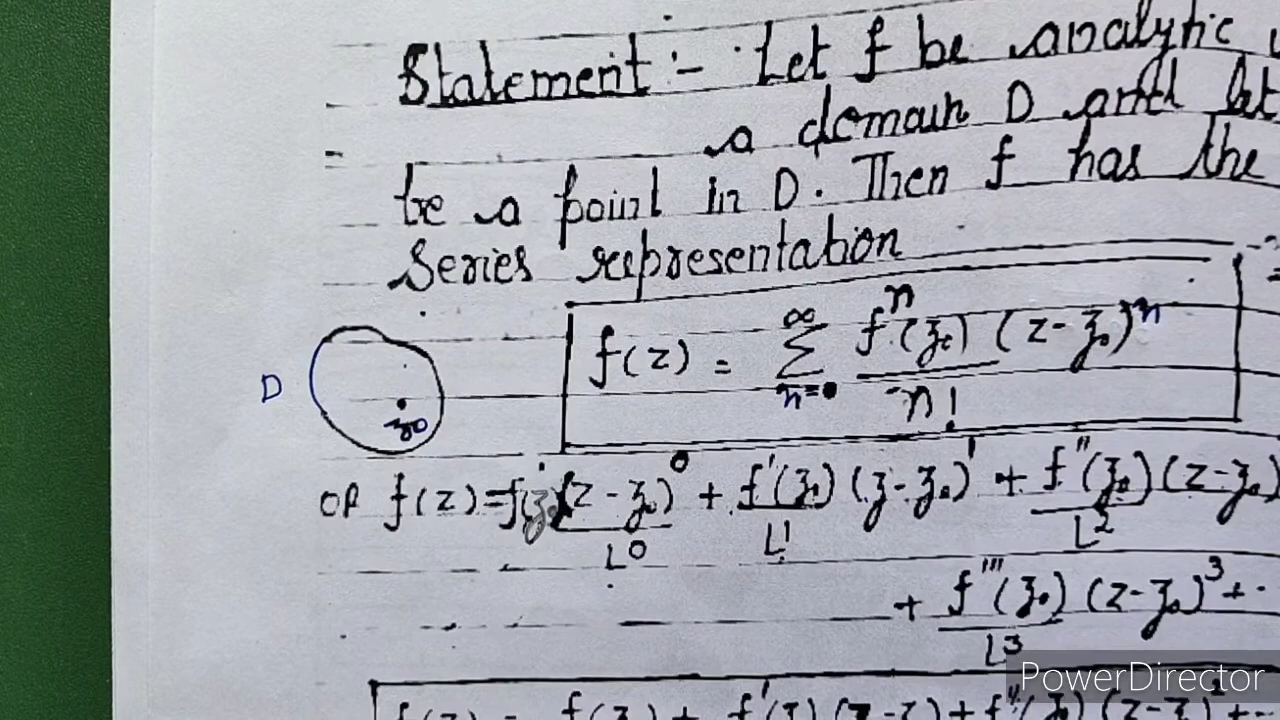 Statement :- Let f be analytic
a domain D and let
be a point in D. Then f has the
Series representation
f(z) = ∞ Σ n=0 fⁿ(z₀) / n! (z-z₀)ⁿ
D
z₀
or f(z) = f(z₀)(z-z₀)⁰ / L0 + f'(z₀) / L1 (z-z₀)¹ + f''(z₀) / L2 (z-z₀)
+ f'''(z₀) / L3 (z-z₀)³ + ..
PowerDirector